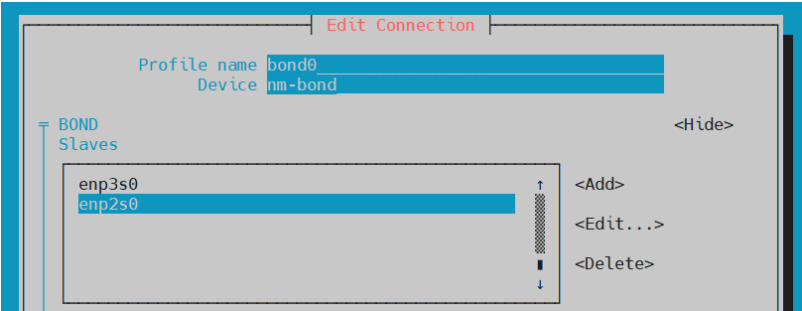 Edit Connection
Profile name bond0
Device nm-bond
BOND <Hide>
Slaves
enp3s0 <Add>
enp2s0
<Edit...>
<Delete>